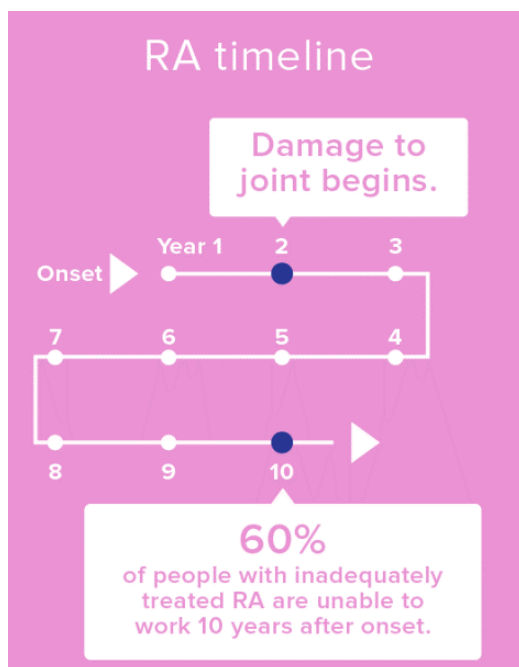 RA timeline
Damage to
joint begins.
Year 1 2 3
Onset
7 6 5 4
8 9 10
60%
of people with inadequately
treated RA are unable to
work 10 years after onset.